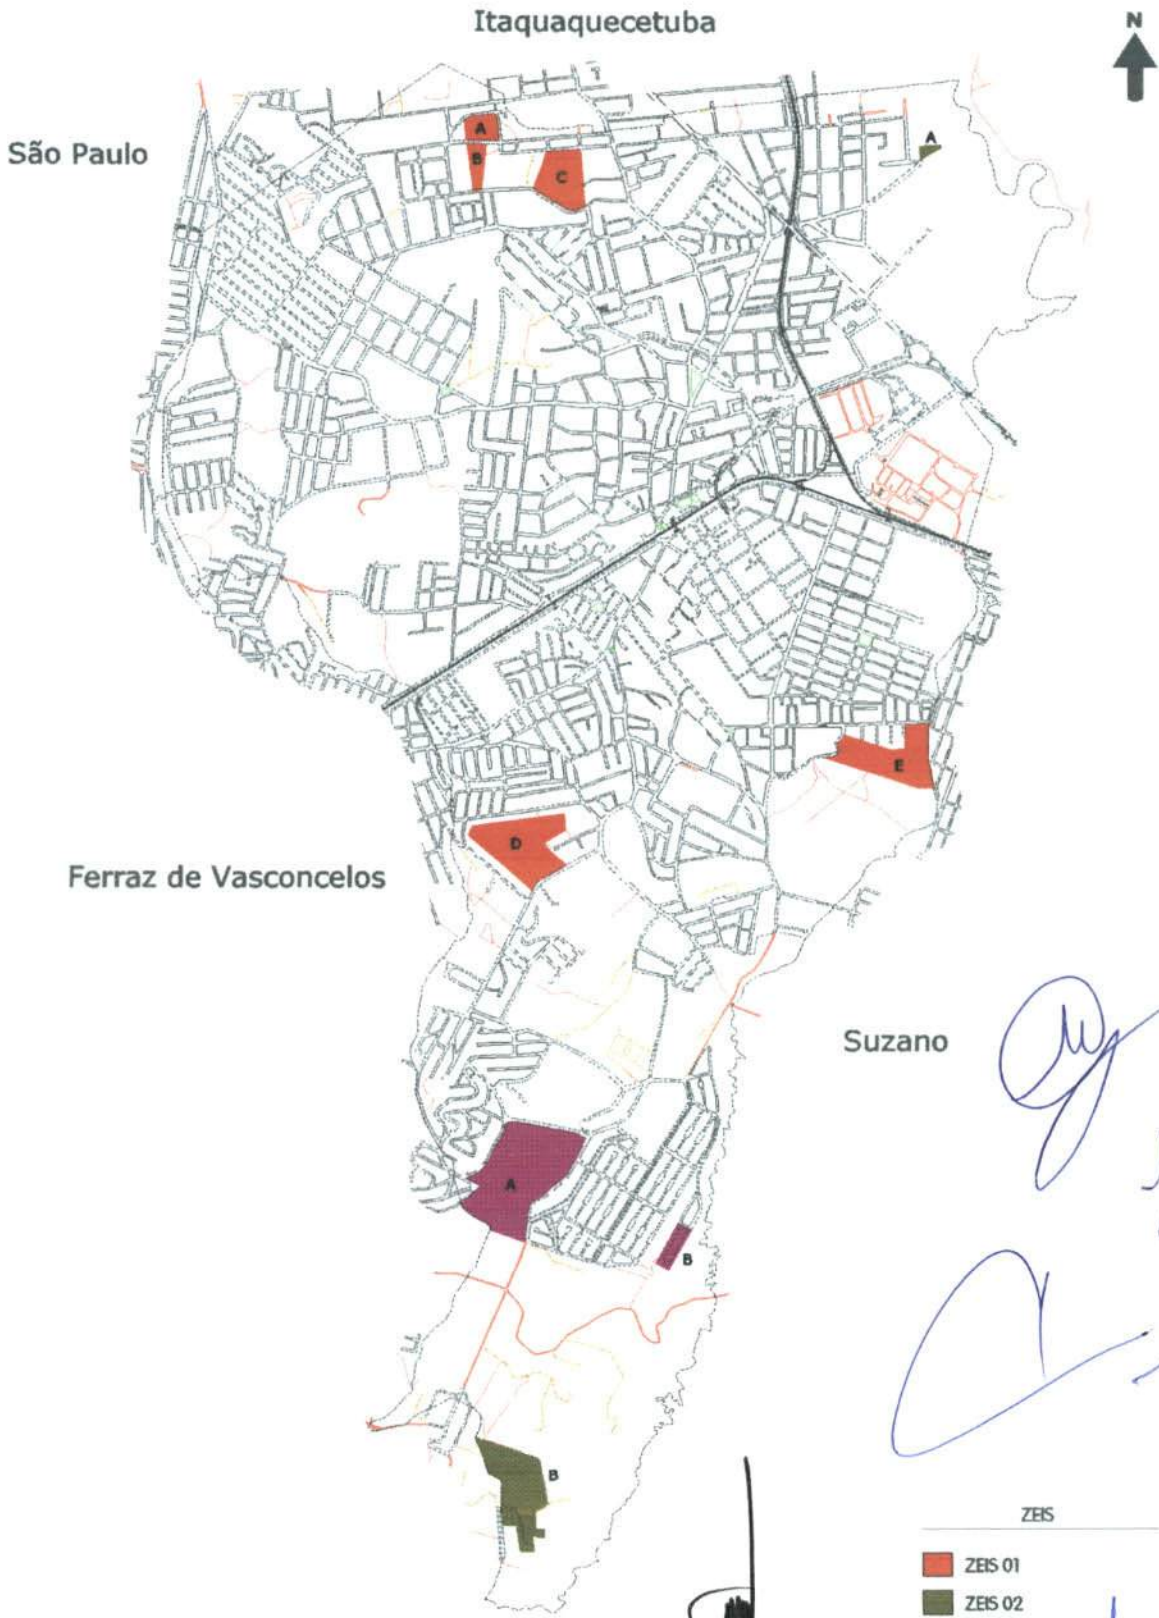 Itaquaquecetuba
N
São Paulo
A
B
C
A
E
D
Ferraz de Vasconcelos
Suzano
A
B
B
ZEIS
ZEIS 01
ZEIS 02